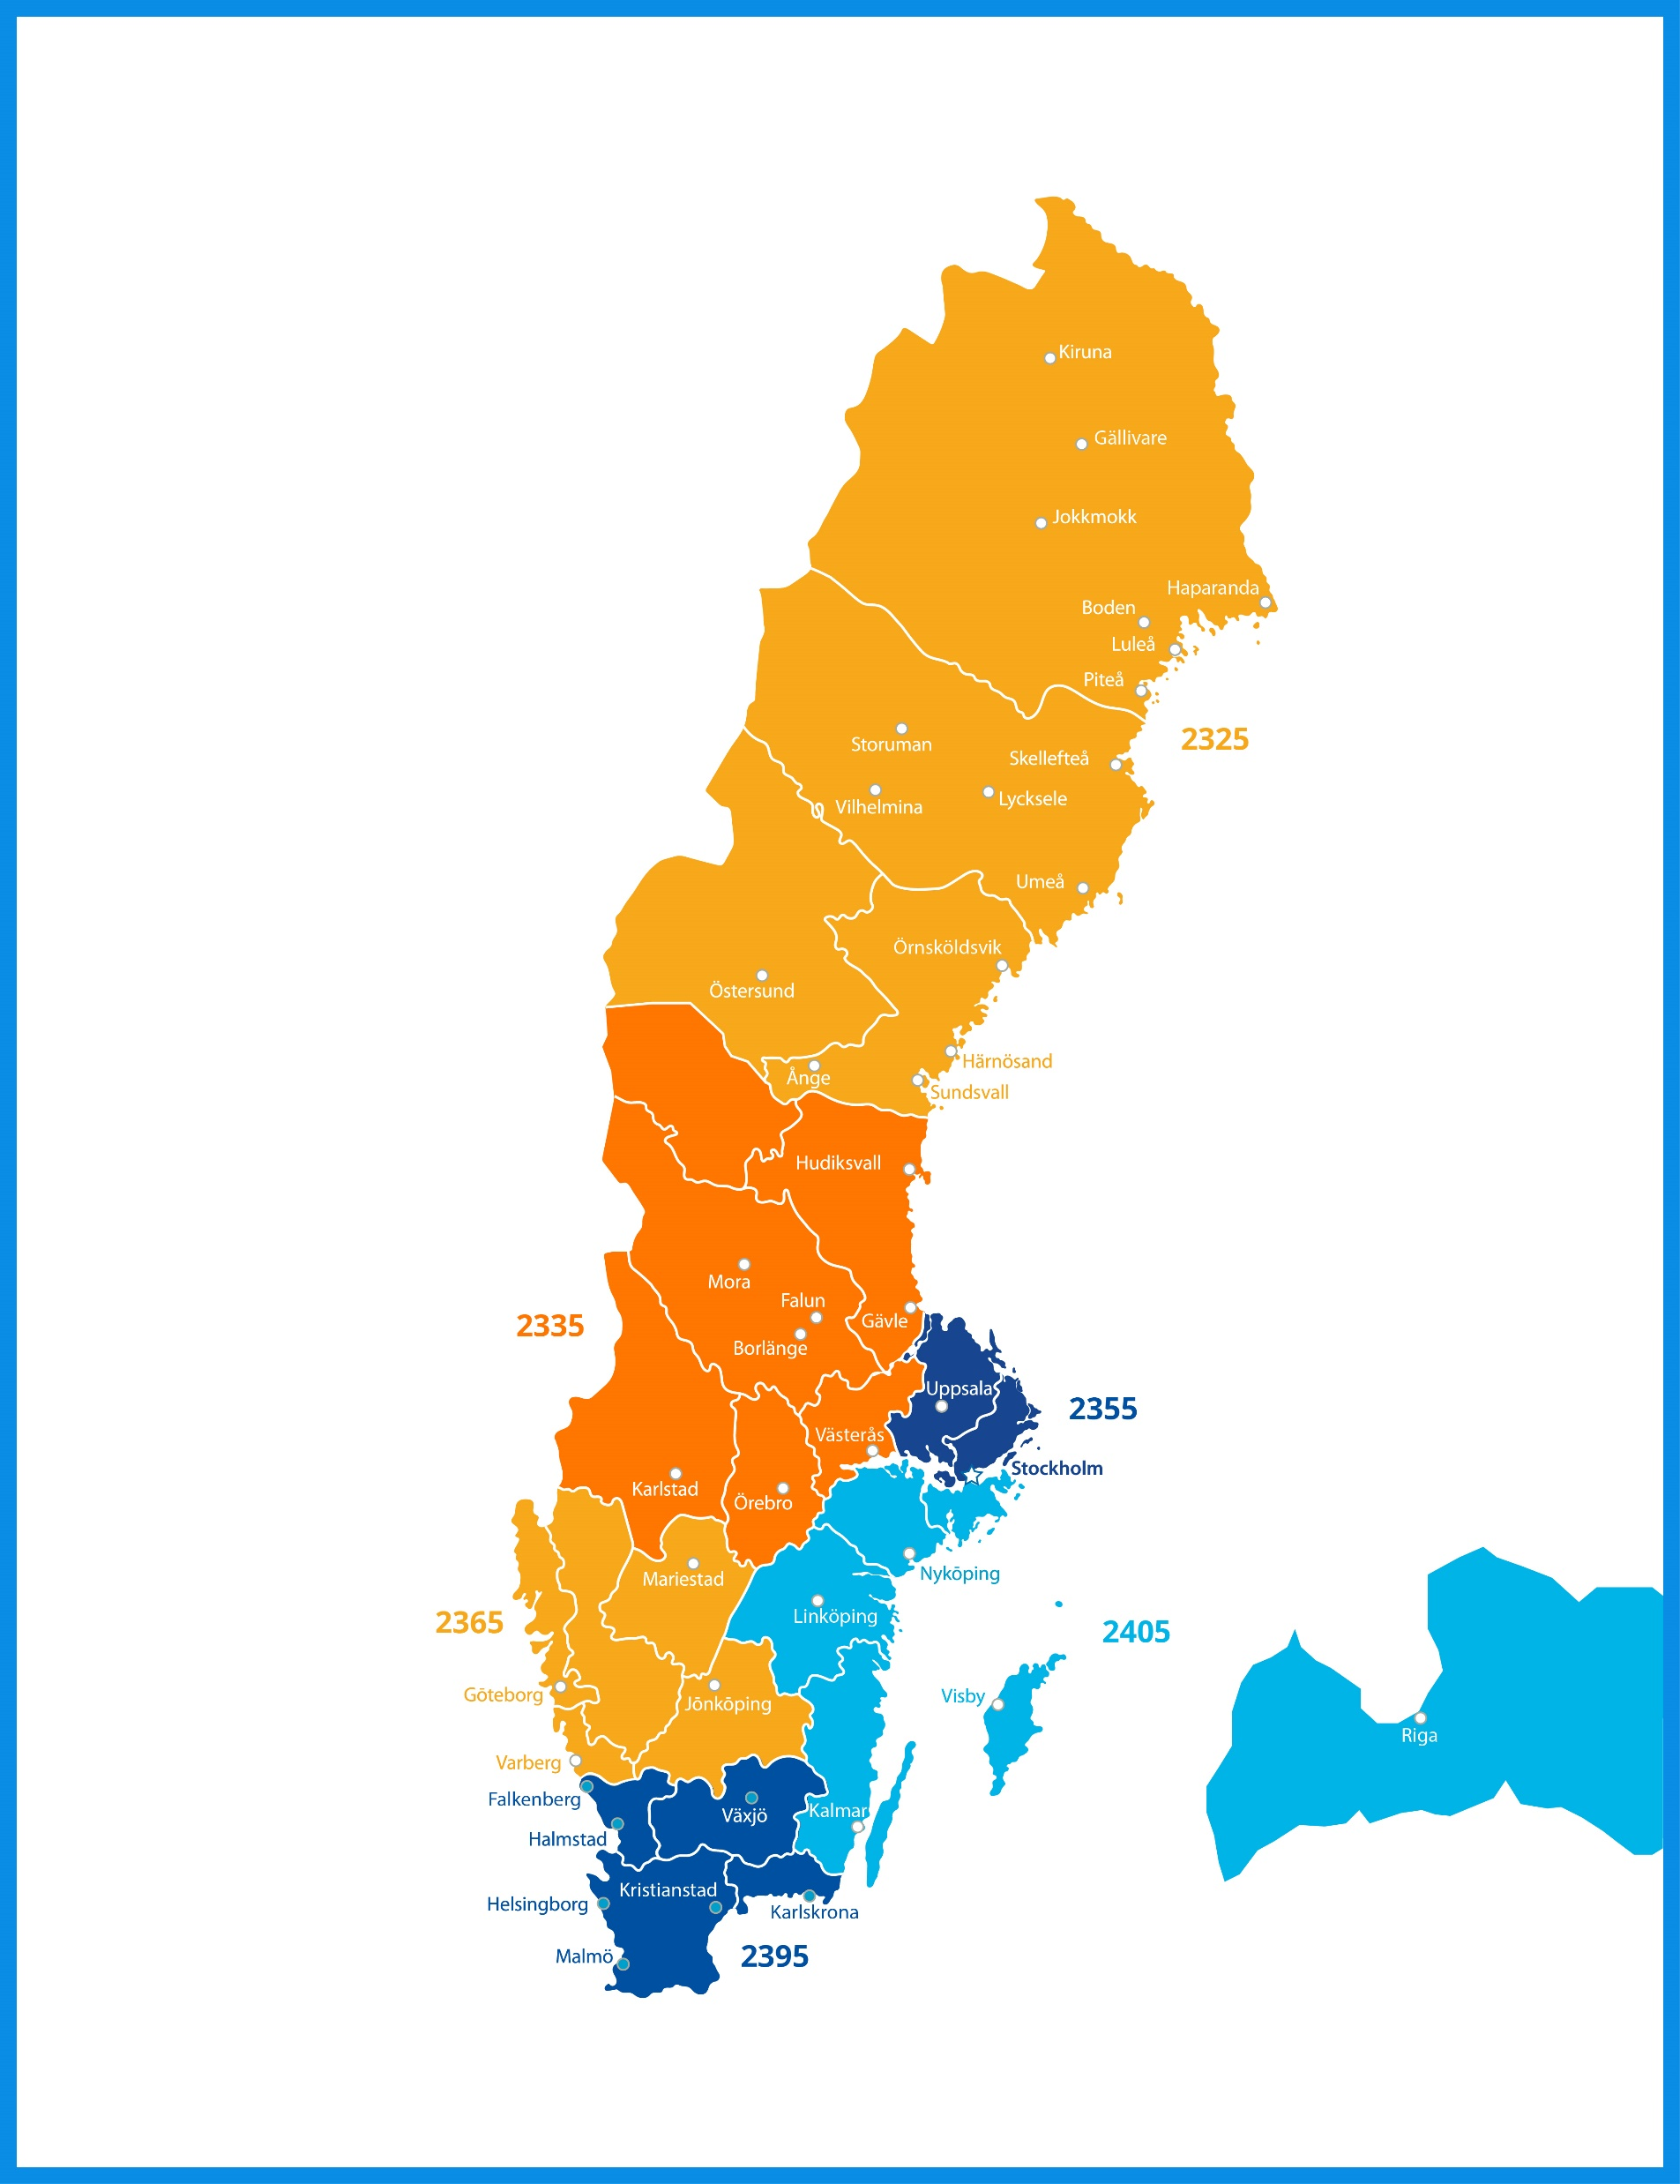 Kiruna
Gällivare
Jokkmokk
Haparanda
Boden
Luleå
Piteå
2325
Storuman
Skellefteå
Vilhelmina
Lycksele
Umeå
Örnsköldsvik
Östersund
Härnösand
Ånge
Sundsvall
Hudiksvall
Mora
Falun
2335
Gävle
Borlänge
Uppsala
2355
Västerås
Stockholm
Karlstad
Örebro
Nyköping
Mariestad
Linköping
2365
2405
Göteborg
Jönköping
Visby
Riga
Varberg
Falkenberg
Växjö
Kalmar
Halmstad
Kristianstad
Helsingborg
Karlskrona
Malmö
2395